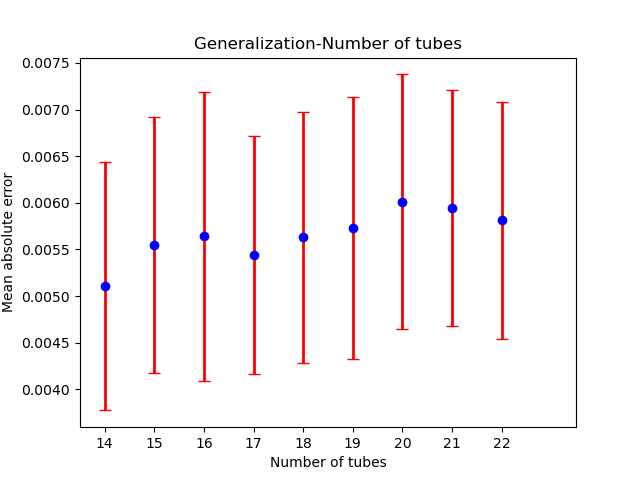 Generalization-Number of tubes
Mean absolute error
0.0075
0.0070
0.0065
0.0060
0.0055
0.0050
0.0045
0.0040
14 15 16 17 18 19 20 21 22
Number of tubes